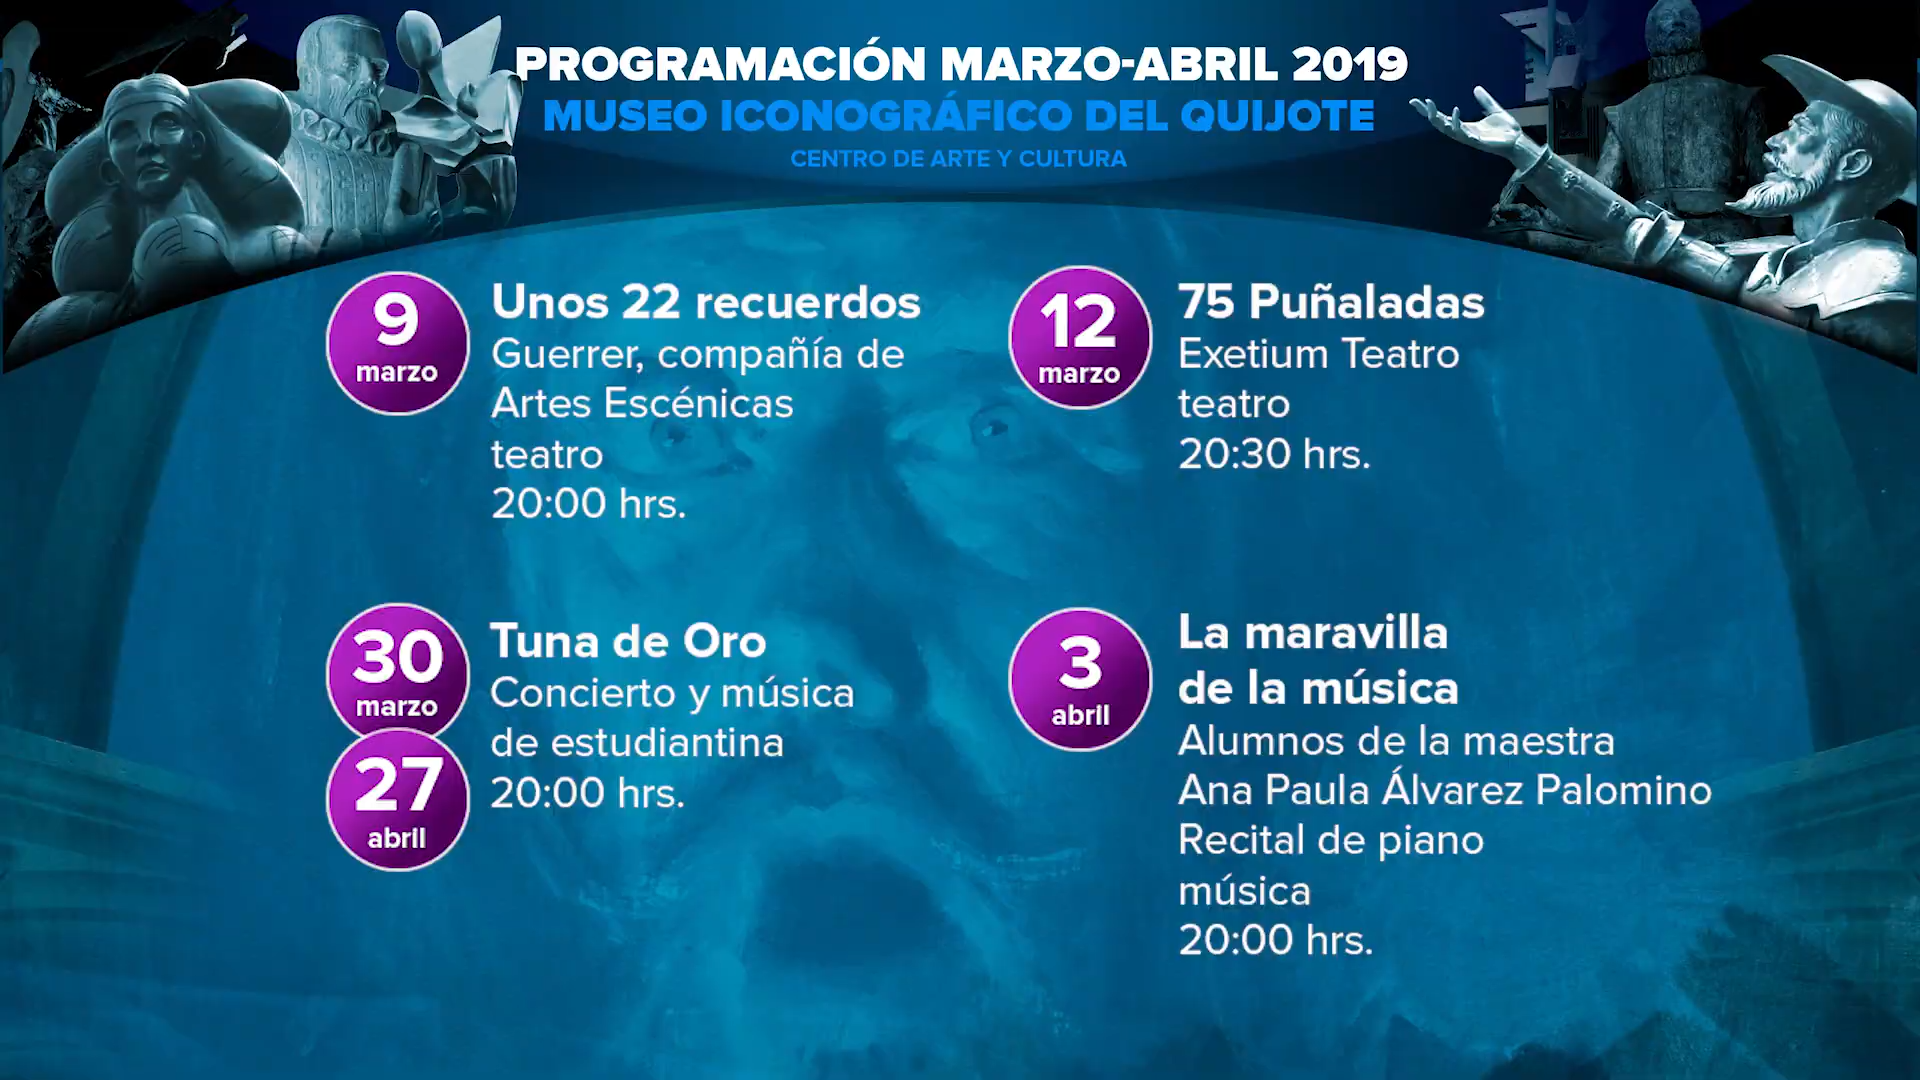 PROGRAMACIÓN MARZO-ABRIL 2019
MUSEO ICONOGRÁFICO DEL QUIJOTE
CENTRO DE ARTE Y CULTURA
9
marzo
Unos 22 recuerdos
Guerrer, compañía de
Artes Escénicas
teatro
20:00 hrs.
12
marzo
75 Puñaladas
Exetium Teatro
teatro
20:30 hrs.
30
marzo
27
abril
Tuna de Oro
Concierto y música
de estudiantina
20:00 hrs.
3
abril
La maravilla
de la música
Alumnos de la maestra
Ana Paula Álvarez Palomino
Recital de piano
música
20:00 hrs.